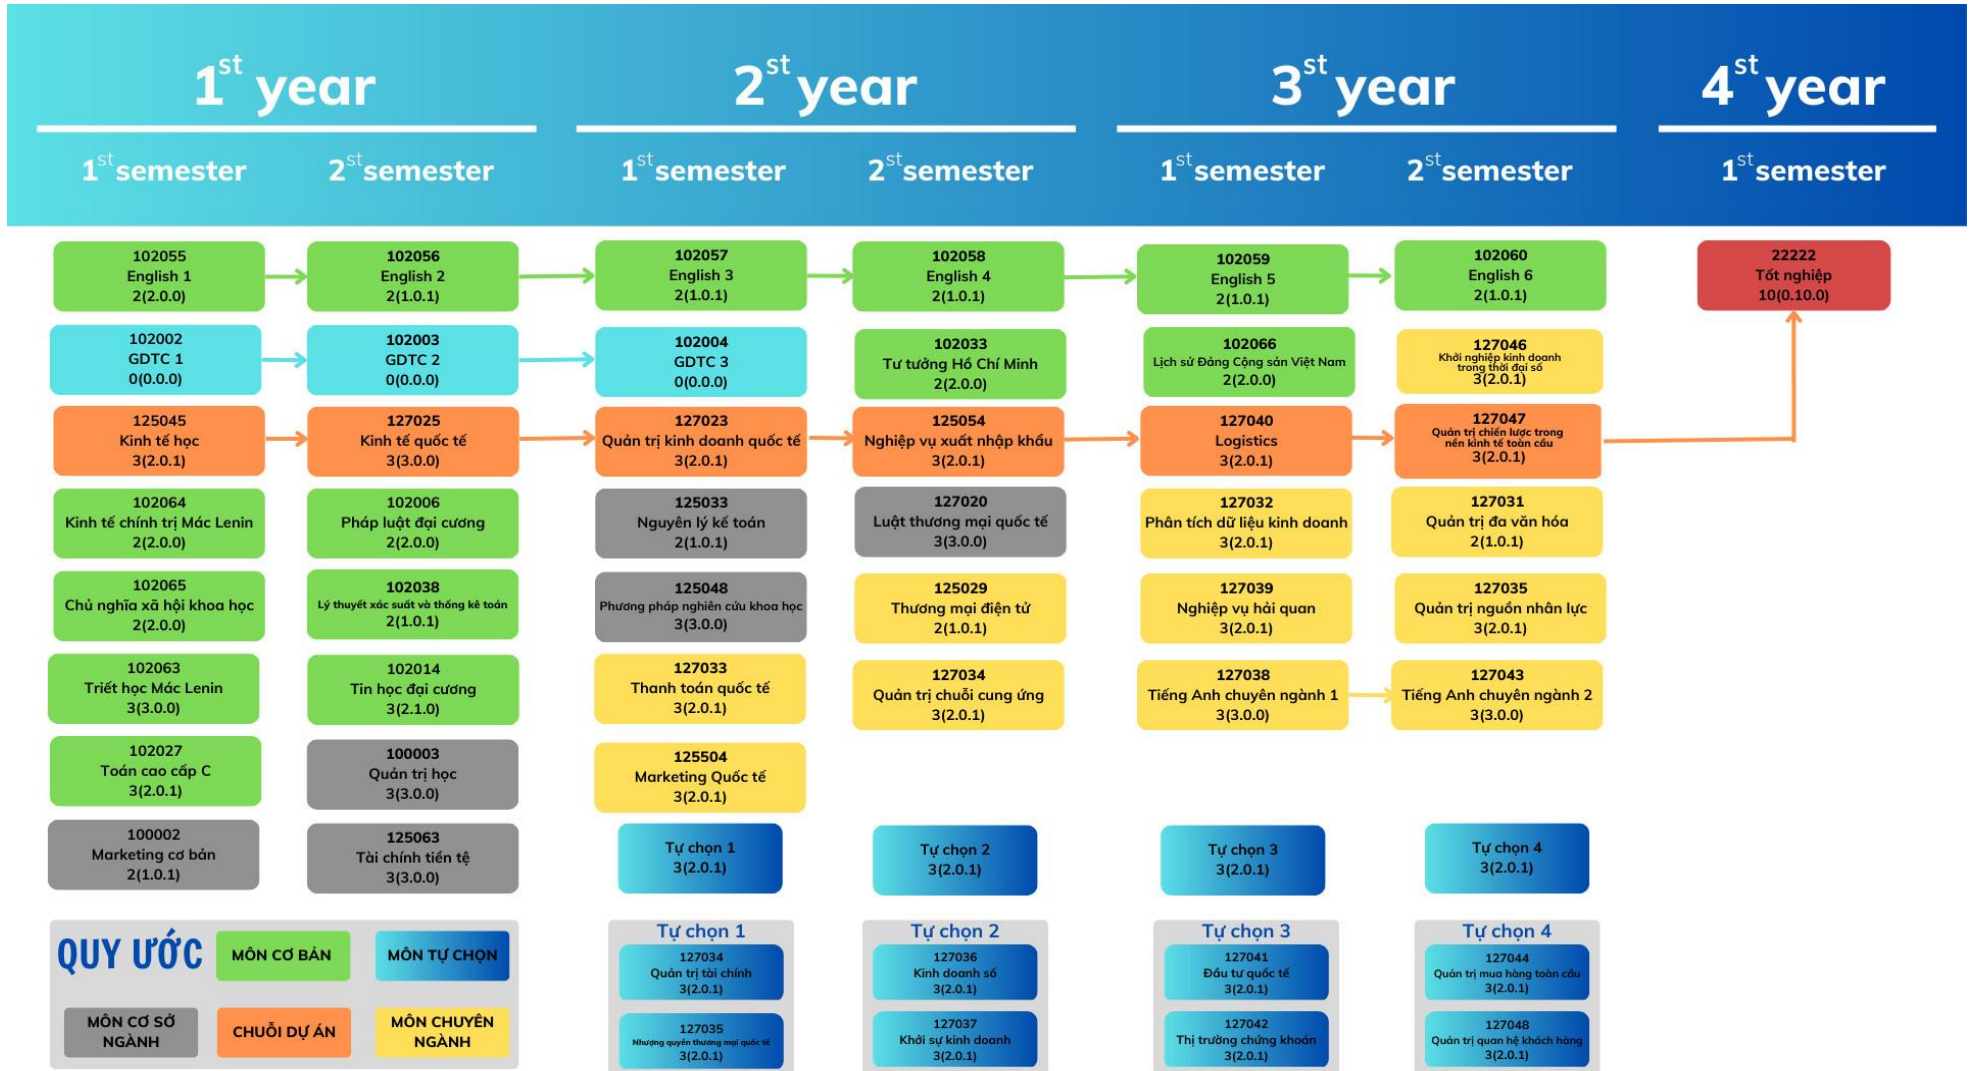 1st year
2st year
3st year
4st year
1st semester
2st semester
1st semester
2st semester
1st semester
2st semester
1st semester
102055
English 1
2(2.0.0)
102056
English 2
2(1.0.1)
102057
English 3
2(1.0.1)
102058
English 4
2(1.0.1)
102059
English 5
2(1.0.1)
102060
English 6
2(1.0.1)
22222
Tốt nghiệp
10(0.10.0)
102002
GDTC 1
0(0.0.0)
102003
GDTC 2
0(0.0.0)
102004
GDTC 3
0(0.0.0)
102033
Tư tưởng Hồ Chí Minh
2(2.0.0)
102066
Lịch sử Đảng Cộng sản Việt Nam
2(2.0.0)
127046
Khởi nghiệp kinh doanh
trong thời đại số
3(2.0.1)
125045
Kinh tế học
3(2.0.1)
127025
Kinh tế quốc tế
3(3.0.0)
127023
Quản trị kinh doanh quốc tế
3(2.0.1)
125054
Nghiệp vụ xuất nhập khẩu
3(2.0.1)
127040
Logistics
3(2.0.1)
127047
Quản trị chiến lược trong
nền kinh tế toàn cầu
3(2.0.1)
102064
Kinh tế chính trị Mác Lenin
2(2.0.0)
102006
Pháp luật đại cương
2(2.0.0)
125033
Nguyên lý kế toán
2(1.0.1)
127020
Luật thương mại quốc tế
3(3.0.0)
127032
Phân tích dữ liệu kinh doanh
3(2.0.1)
127031
Quản trị đa văn hóa
2(1.0.1)
102065
Chủ nghĩa xã hội khoa học
2(2.0.0)
102038
Lý thuyết xác suất và thống kê toán
2(1.0.1)
125048
Phương pháp nghiên cứu khoa học
3(3.0.0)
125029
Thương mại điện tử
2(1.0.1)
127039
Nghiệp vụ hải quan
3(2.0.1)
127035
Quản trị nguồn nhân lực
3(2.0.1)
102063
Triết học Mác Lenin
3(3.0.0)
102014
Tin học đại cương
3(2.1.0)
127033
Thanh toán quốc tế
3(2.0.1)
127034
Quản trị chuỗi cung ứng
3(2.0.1)
127038
Tiếng Anh chuyên ngành 1
3(3.0.0)
127043
Tiếng Anh chuyên ngành 2
3(3.0.0)
102027
Toán cao cấp C
3(2.0.1)
100003
Quản trị học
3(3.0.0)
125504
Marketing Quốc tế
3(2.0.1)
100002
Marketing cơ bản
2(1.0.1)
125063
Tài chính tiền tệ
3(3.0.0)
Tự chọn 1
3(2.0.1)
Tự chọn 2
3(2.0.1)
Tự chọn 3
3(2.0.1)
Tự chọn 4
3(2.0.1)
QUY ƯỚC
MÔN CƠ BẢN
MÔN TỰ CHỌN
MÔN CƠ SỞ
NGÀNH
CHUỖI DỰ ÁN
MÔN CHUYÊN
NGÀNH
Tự chọn 1
127034
Quản trị tài chính
3(2.0.1)
127035
Nhượng quyền thương mại quốc tế
3(2.0.1)
Tự chọn 2
127036
Kinh doanh số
3(2.0.1)
127037
Khởi sự kinh doanh
3(2.0.1)
Tự chọn 3
127041
Đầu tư quốc tế
3(2.0.1)
127042
Thị trường chứng khoán
3(2.0.1)
Tự chọn 4
127044
Quản trị mua hàng toàn cầu
3(2.0.1)
127048
Quản trị quan hệ khách hàng
3(2.0.1)